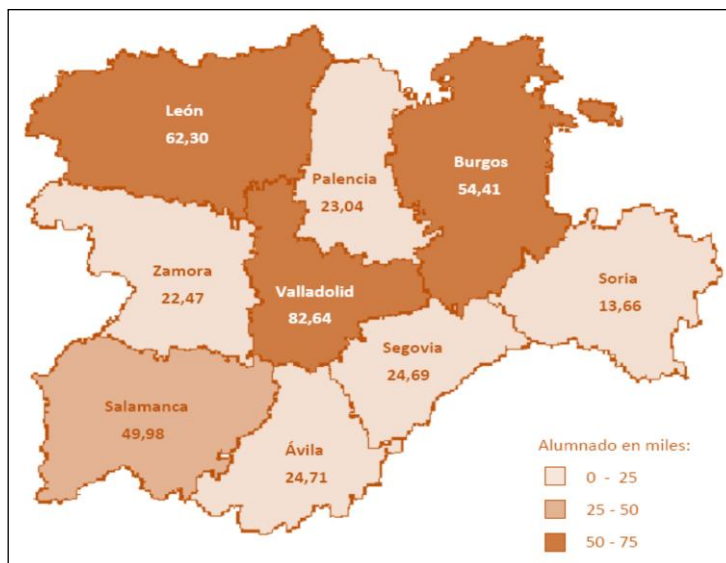 León
62,30
Palencia
23,04
Burgos
54,41
Zamora
22,47
Valladolid
82,64
Soria
13,66
Segovia
24,69
Salamanca
49,98
Ávila
24,71
Alumnado en miles:
0 - 25
25 - 50
50 - 75